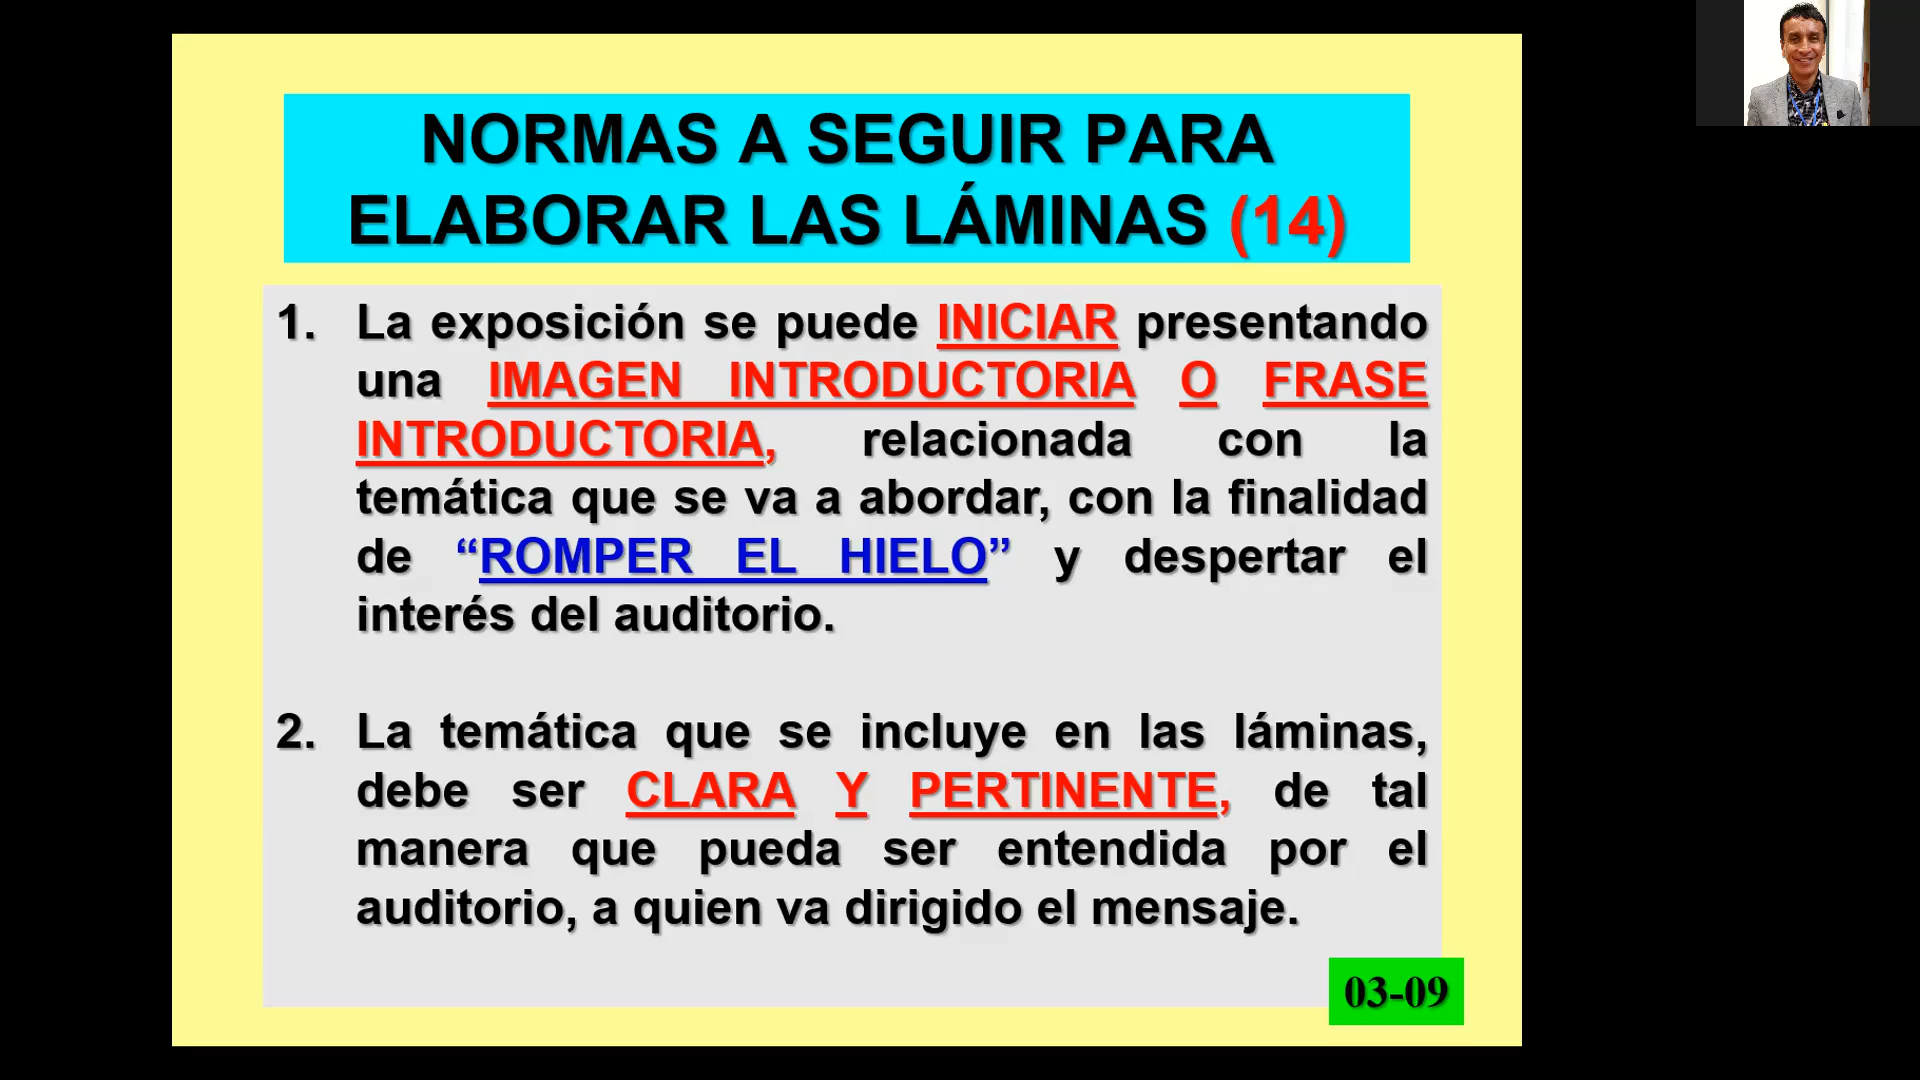 NORMAS A SEGUIR PARA
ELABORAR LAS LÁMINAS (14)
1. La exposición se puede INICIAR presentando
una IMAGEN INTRODUCTORIA O FRASE
INTRODUCTORIA, relacionada con la
temática que se va a abordar, con la finalidad
de “ROMPER EL HIELO” y despertar el
interés del auditorio.
2. La temática que se incluye en las láminas,
debe ser CLARA Y PERTINENTE, de tal
manera que pueda ser entendida por el
auditorio, a quien va dirigido el mensaje.
03-09